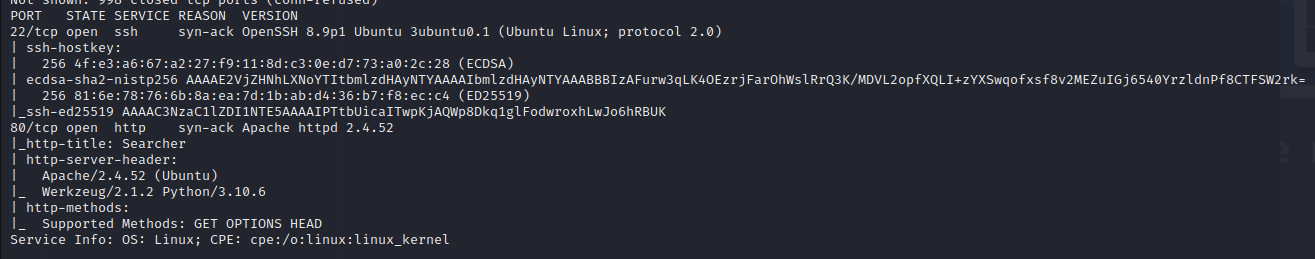 Not shown: 998 closed tcp ports (conn-refused)
PORT   STATE SERVICE REASON  VERSION
22/tcp open  ssh     syn-ack OpenSSH 8.9p1 Ubuntu 3ubuntu0.1 (Ubuntu Linux; protocol 2.0)
| ssh-hostkey:
|   256 4f:e3:a6:67:a2:27:f9:11:8d:c3:0e:d7:73:a0:2c:28 (ECDSA)
| ecdsa-sha2-nistp256 AAAAE2VjZHNhLXNoYTItbmlzdHAyNTYAAAAIbmlzdHAyNTYAAABBBIzAFurw3qLK4OEzrjFarOhWslRrQ3K/MDVL2opfXQLI+zYXSwqofxsf8v2MEZuIGj6540YrzldnPf8CTFSW2rk=
|   256 81:6e:78:76:6b:8a:ea:7d:1b:ab:d4:36:b7:f8:ec:c4 (ED25519)
|_ssh-ed25519 AAAAC3NzaC1lZDI1NTE5AAAAIPTtbUicaITwpKjAQWp8Dkq1glFodwroxhLwJo6hRBUK
80/tcp open  http    syn-ack Apache httpd 2.4.52
|_http-title: Searcher
| http-server-header:
|   Apache/2.4.52 (Ubuntu)
|_  Werkzeug/2.1.2 Python/3.10.6
| http-methods:
|_  Supported Methods: GET OPTIONS HEAD
Service Info: OS: Linux; CPE: cpe:/o:linux:linux_kernel